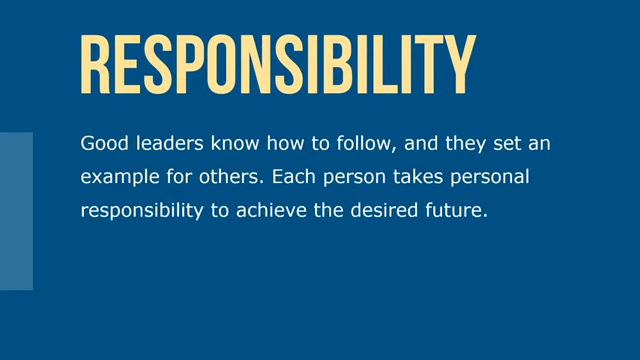 RESPONSIBILITY
Good leaders know how to follow, and they set an
example for others. Each person takes personal
responsibility to achieve the desired future.